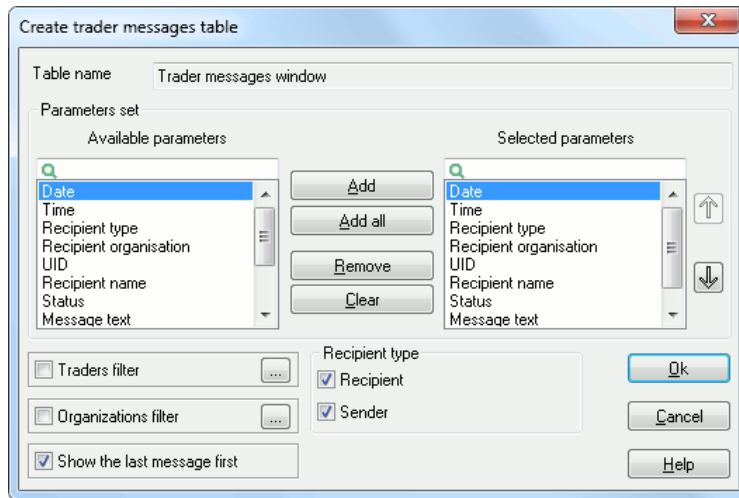 Create trader messages table
Table name
Trader messages window
Parameters set
Available parameters
Date
Time
Recipient type
Recipient organisation
UID
Recipient name
Status
Message text
Add
Add all
Remove
Clear
Selected parameters
Date
Time
Recipient type
Recipient organisation
UID
Recipient name
Status
Message text
Traders filter
...
Organizations filter
...
Show the last message first
Recipient type
Recipient
Sender
Ok
Cancel
Help